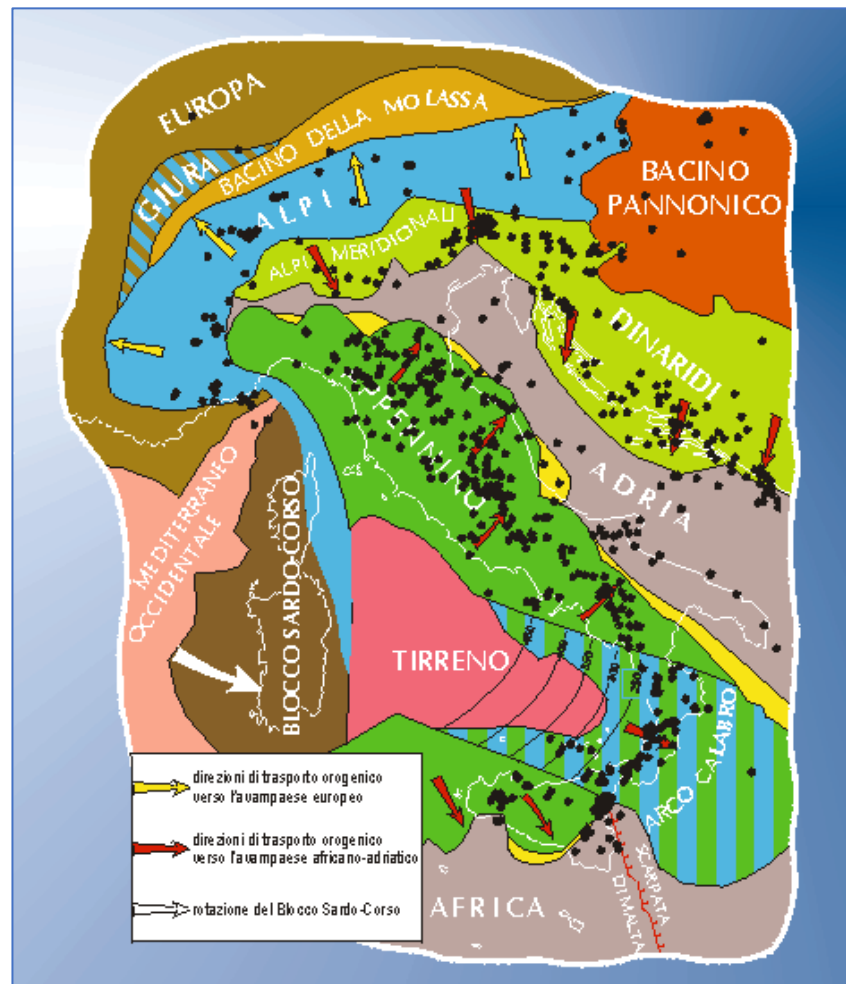 EUROPA
BACINO DELLA MOLASSA
GIURA
ALPI
BACINO
PANNONICO
ALPI MERIDIONALI
DINARIDI
APPENNINO
ADRIA
MEDITERRANEO
OCCIDENTALE
BLOCCO SARDO-CORSO
TIRRENO
ARCO CALABRO
SCARPATA
DI MALTA
AFRICA
direzioni di trasporto orogenico
verso l'avampaese europeo
direzioni di trasporto orogenico
verso l'avampaese africano-adriatico
rotazione del Blocco Sardo-Corso